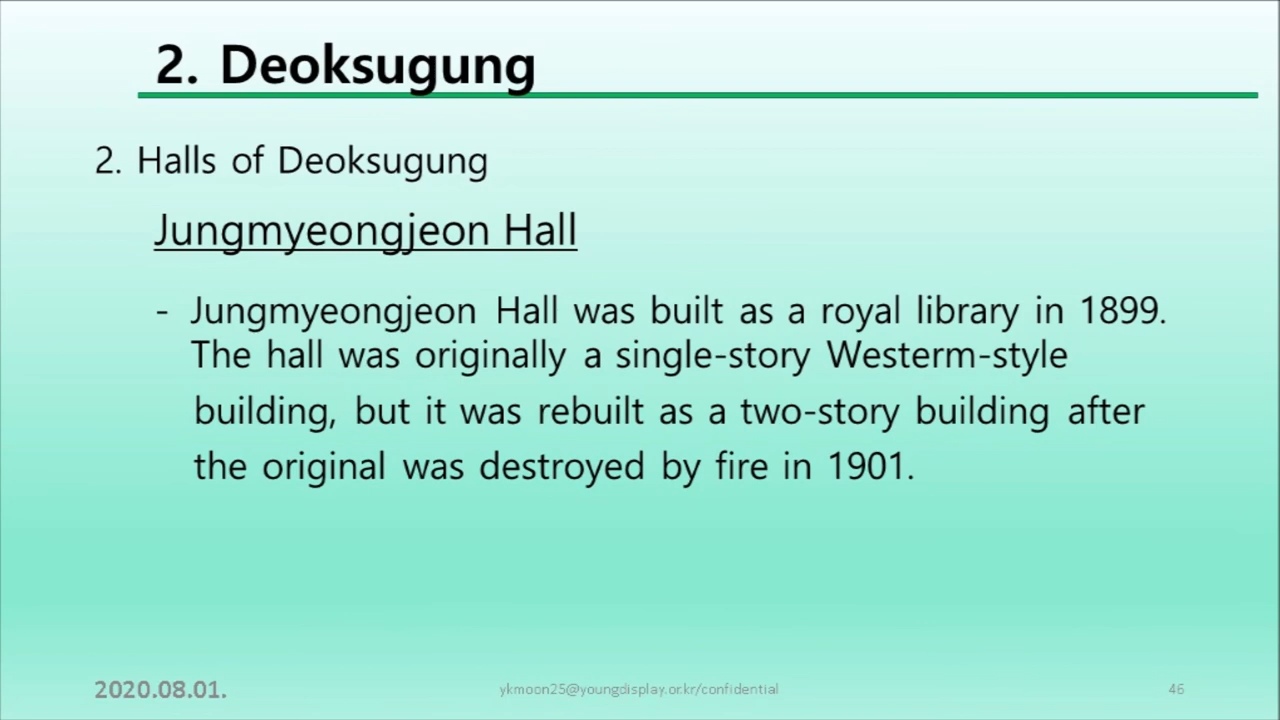 2. Deoksugung
2. Halls of Deoksugung
Jungmyeongjeon Hall
- Jungmyeongjeon Hall was built as a royal library in 1899.
The hall was originally a single-story Westerm-style
building, but it was rebuilt as a two-story building after
the original was destroyed by fire in 1901.
2020.08.01.
ykmoon25@youngdisplay.or.kr/confidential
46